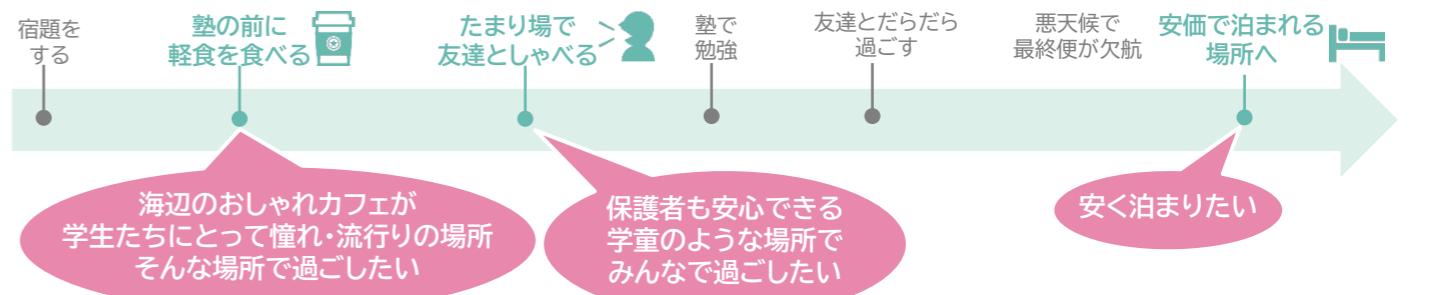 宿題を
する
塾の前に
軽食を食べる
たまり場で
友達としゃべる
塾で
勉強
友達とだらだら
過ごす
悪天候で
最終便が欠航
安価で泊まれる
場所へ
海辺のおしゃれカフェが
学生たちにとって憧れ・流行りの場所
そんな場所で過ごしたい
保護者も安心できる
学童のような場所で
みんなで過ごしたい
安く泊まりたい